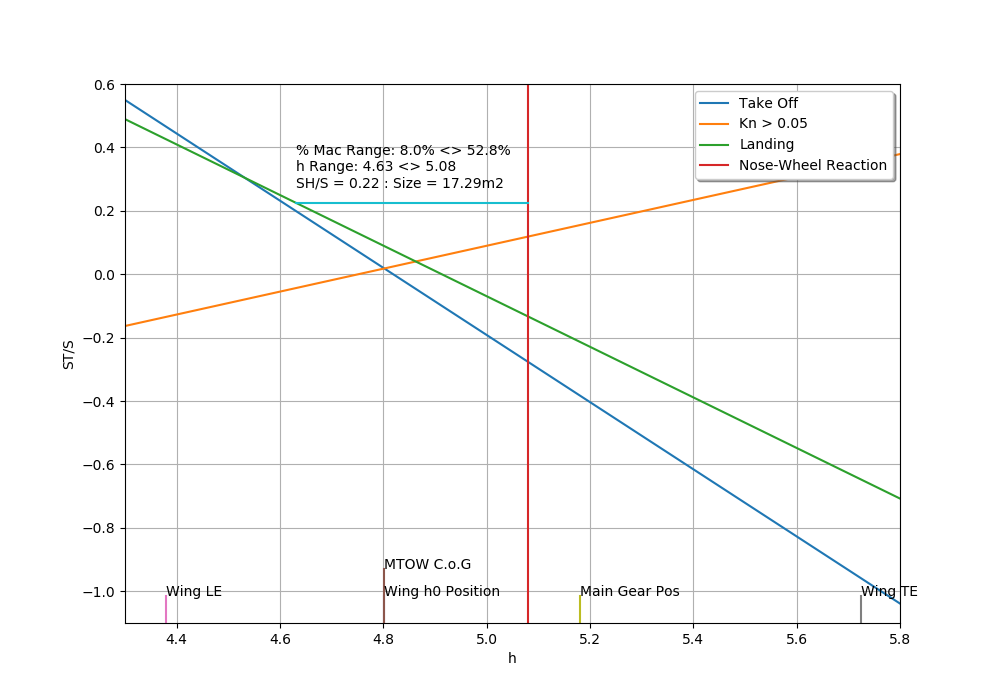 0.6
0.4
0.2
0.0
−0.2
−0.4
−0.6
−0.8
−1.0
ST/S
% Mac Range: 8.0% <> 52.8%
h Range: 4.63 <> 5.08
SH/S = 0.22 : Size = 17.29m2
Take Off
Kn > 0.05
Landing
Nose-Wheel Reaction
MTOW C.o.G
Wing LE
Wing h0 Position
Main Gear Pos
Wing TE
4.4
4.6
4.8
5.0
5.2
5.4
5.6
5.8
h